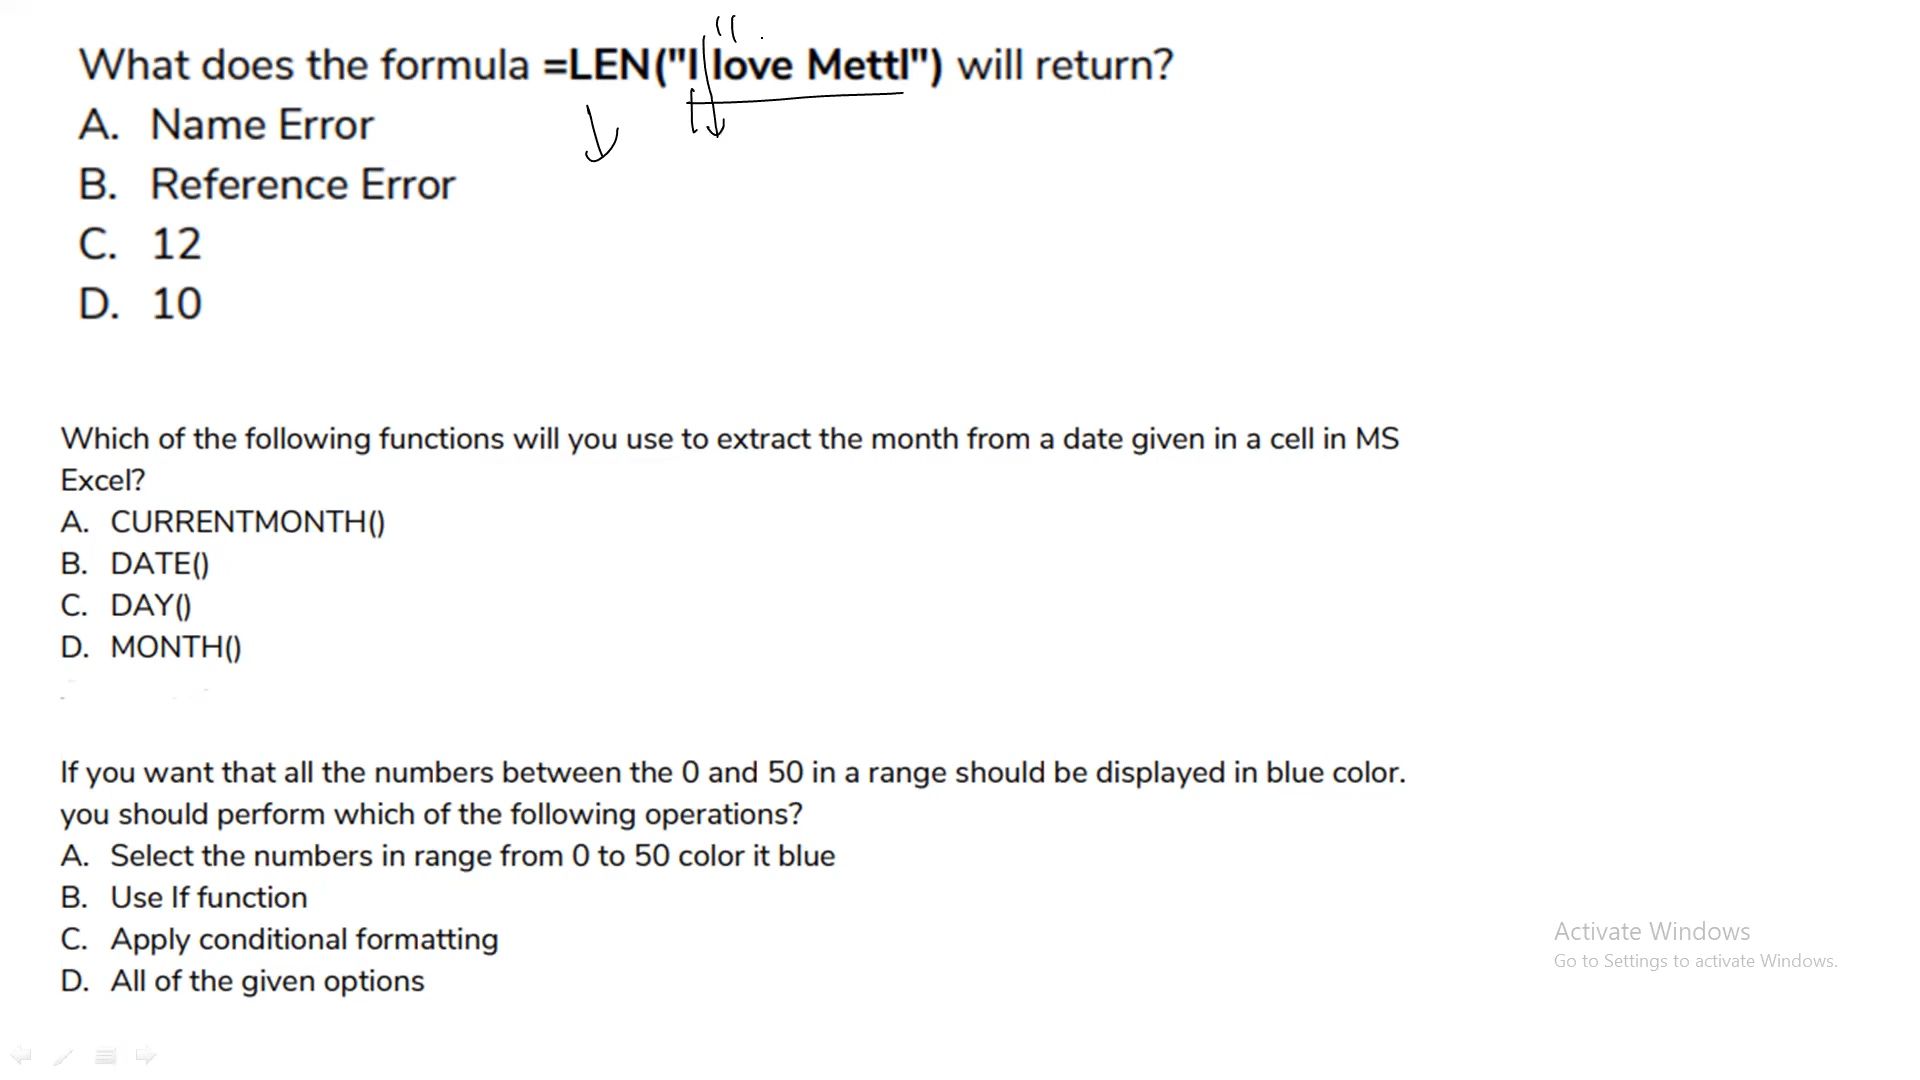 What does the formula =LEN("I love Mettl") will return?
A. Name Error
B. Reference Error
C. 12
D. 10
Which of the following functions will you use to extract the month from a date given in a cell in MS
Excel?
A. CURRENTMONTH()
B. DATE()
C. DAY()
D. MONTH()
If you want that all the numbers between the 0 and 50 in a range should be displayed in blue color.
you should perform which of the following operations?
A. Select the numbers in range from 0 to 50 color it blue
B. Use If function
C. Apply conditional formatting
D. All of the given options
Activate Windows
Go to Settings to activate Windows.